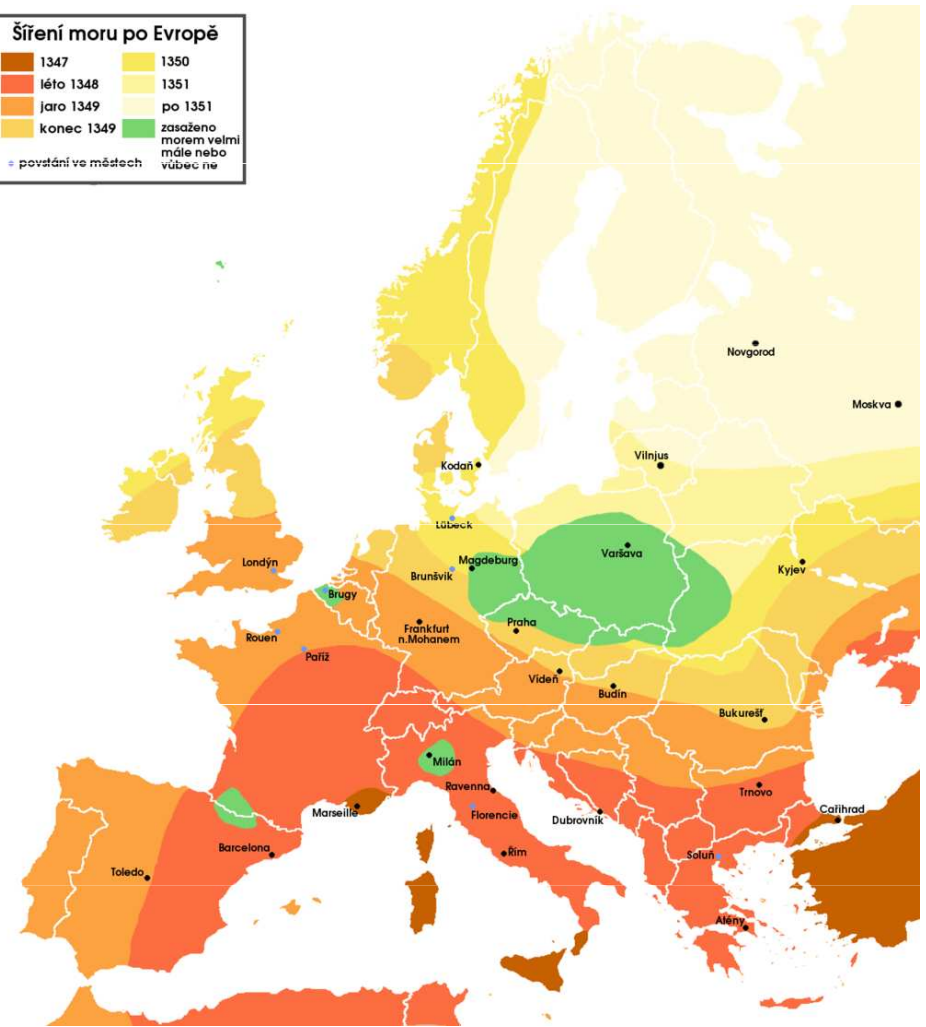 Šíření moru po Evropě
1347
léto 1348
jaro 1349
konec 1349
1350
1351
po 1351
zasaženo
morem velmi
mále nebo
vůbec ne
povstání ve městech
Novgorod
Moskva
Vilnjus
Kodaň
Lübeck
Varšava
Magdeburg
Brunšvik
Kyjev
Londýn
Brugy
Frankfurt
n.Mohanem
Praha
Rouen
Paříž
Vídeň
Budín
Bukurešť
Milán
Ravenna
Marseille
Florencie
Dubrovník
Trnovo
Cařihrad
Barcelona
Řím
Soluň
Toledo
Atény